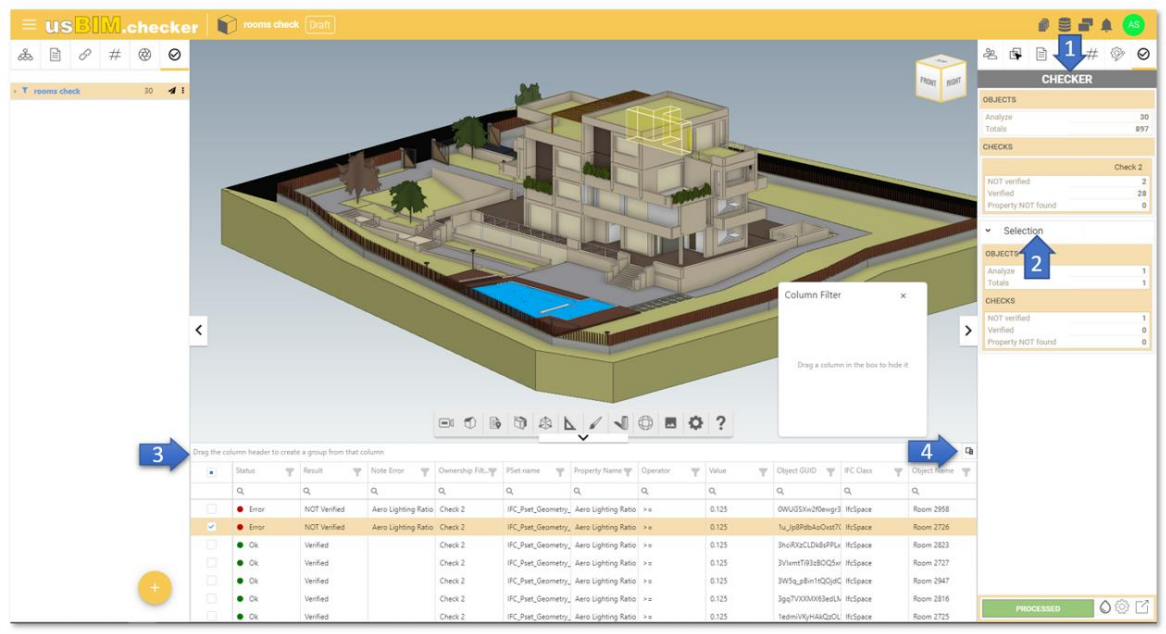 usBIM.checker rooms check Draft AS
rooms check 30
FRONT RIGHT
1
CHECKER
OBJECTS
Analyze 30
Totals 897
CHECKS
Check 2
NOT verified 2
Verified 28
Property NOT found 0
Selection
2
OBJECTS
Analyze 1
Totals 1
CHECKS
NOT verified 1
Verified 0
Property NOT found 0
Column Filter ×
Drag a column in the box to hide it
3
4
Drag the column header to create a group from that column
Status Result Note Error Ownership Filt... PSet name Property Name Operator Value Object GUID IFC Class Object Name
Error NOT Verified Aero Lighting Ratio Check 2 IFC_Pset_Geometry_ Aero Lighting Ratio >= 0.125 IfcSpace Room 2958
Error NOT Verified Aero Lighting Ratio Check 2 IFC_Pset_Geometry_ Aero Lighting Ratio >= 0.125 IfcSpace Room 2726
Ok Verified Check 2 IFC_Pset_Geometry_ Aero Lighting Ratio >= 0.125 IfcSpace Room 2823
Ok Verified Check 2 IFC_Pset_Geometry_ Aero Lighting Ratio >= 0.125 IfcSpace Room 2727
Ok Verified Check 2 IFC_Pset_Geometry_ Aero Lighting Ratio >= 0.125 IfcSpace Room 2947
Ok Verified Check 2 IFC_Pset_Geometry_ Aero Lighting Ratio >= 0.125 IfcSpace Room 2816
Ok Verified Check 2 IFC_Pset_Geometry_ Aero Lighting Ratio >= 0.125 IfcSpace Room 2725
PROCESSED